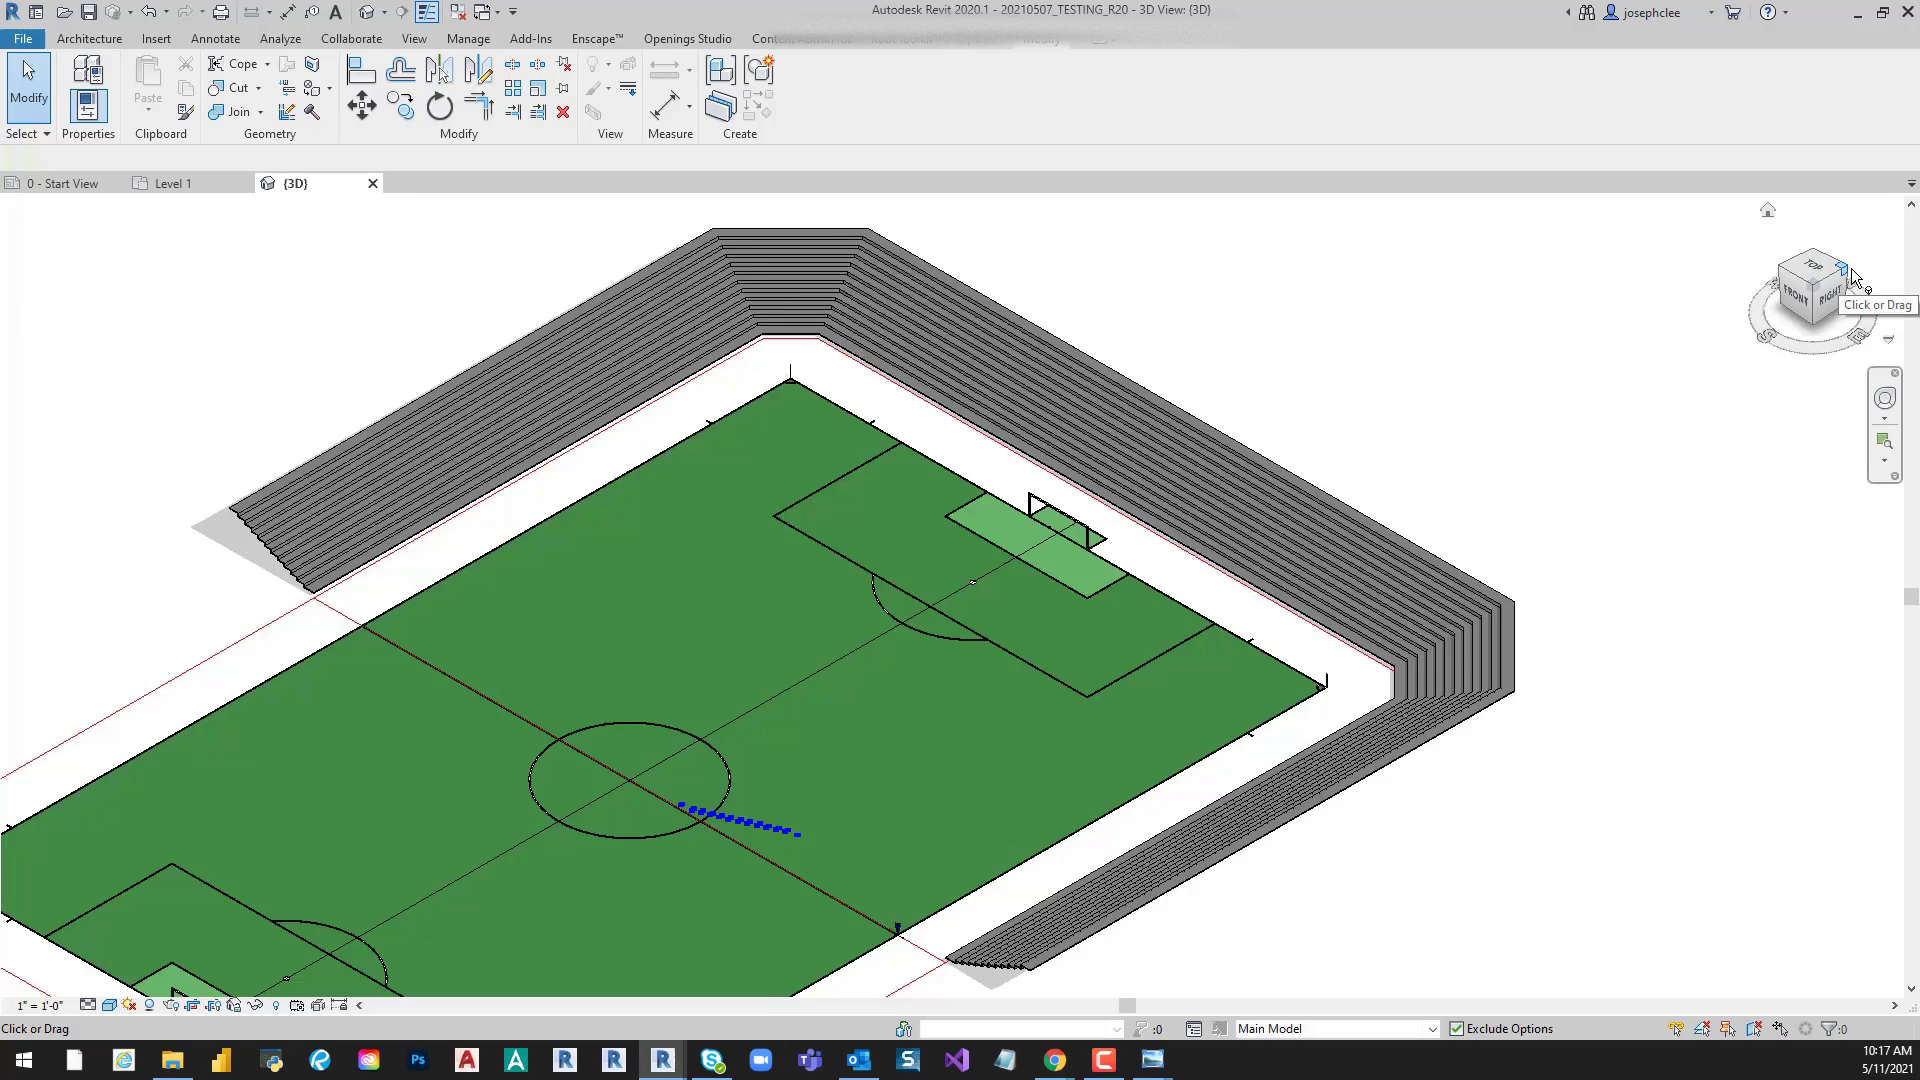 Autodesk Revit 2020.1 - 20210507_TESTING_R20 - 3D View: {3D}
josephclee
File Architecture Insert Annotate Analyze Collaborate View Manage Add-Ins Enscape™ Openings Studio
Modify
Paste
Cope
Cut
Join
Select Properties Clipboard Geometry Modify View Measure Create
0 - Start View Level 1 {3D}
TOP
FRONT
RIGHT
S
E
Click or Drag
1" = 1'-0"
Click or Drag
:0
Main Model
Exclude Options
:0
10:17 AM
5/11/2021